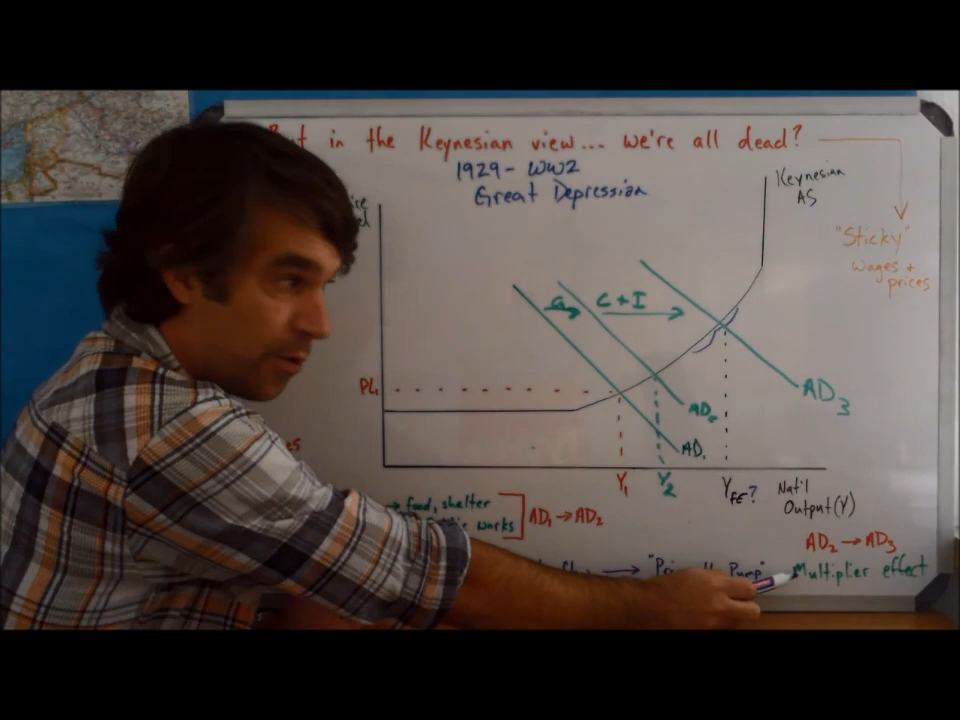 in the Keynesian view... we're all dead?
1929 - WW2
Great Depression
Keynesian
AS
"Sticky"
wages +
prices
G
C + I
PL1
AD3
AD2
AD1
Y1
Y2
YFE?
Nat'l
Output (Y)
→ food, shelter
works
AD1 → AD2
AD2 → AD3
→
Pump"
Multiplier effect